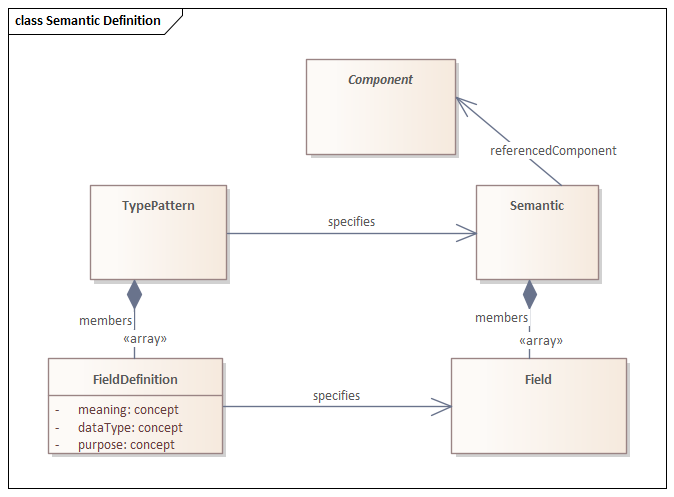 class Semantic Definition
Component
referencedComponent
TypePattern
specifies
Semantic
members
«array»
members
«array»
FieldDefinition
- meaning: concept
- dataType: concept
- purpose: concept
specifies
Field